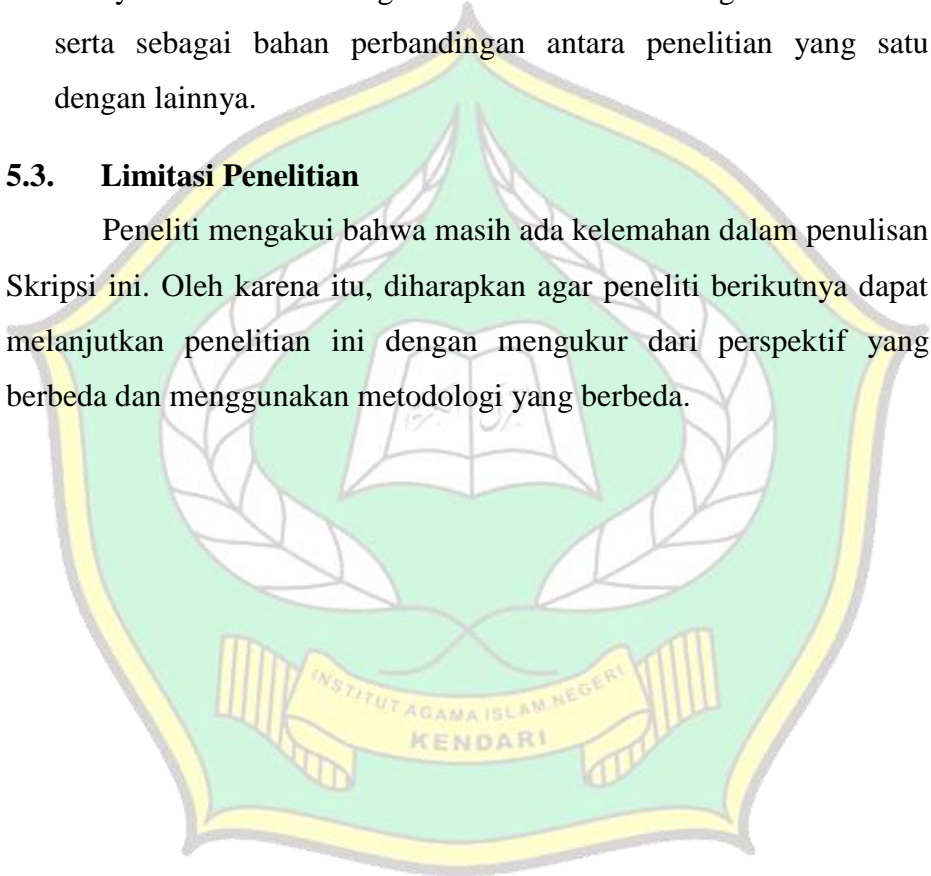 serta sebagai bahan perbandingan antara penelitian yang satu
dengan lainnya.
5.3. Limitasi Penelitian
Peneliti mengakui bahwa masih ada kelemahan dalam penulisan
Skripsi ini. Oleh karena itu, diharapkan agar peneliti berikutnya dapat
melanjutkan penelitian ini dengan mengukur dari perspektif yang
berbeda dan menggunakan metodologi yang berbeda.
INSTITUT AGAMA ISLAM NEGERI
KENDARI